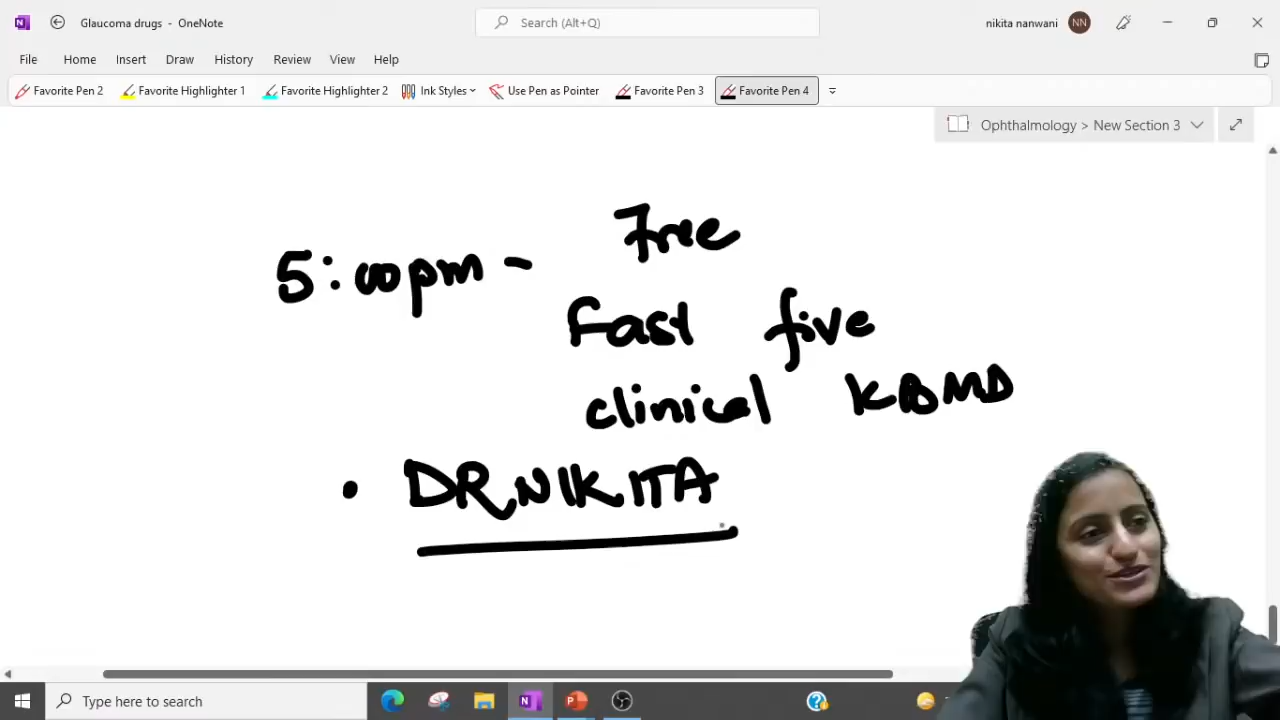 Glaucoma drugs - OneNote
Search (Alt+Q)
nikita nanwani
NN
File Home Insert Draw History Review View Help
Favorite Pen 2 Favorite Highlighter 1 Favorite Highlighter 2 Ink Styles Use Pen as Pointer Favorite Pen 3 Favorite Pen 4
Ophthalmology > New Section 3
5:00pm - Free
Fast five
clinical KBMD
• DRNIKITA
Type here to search